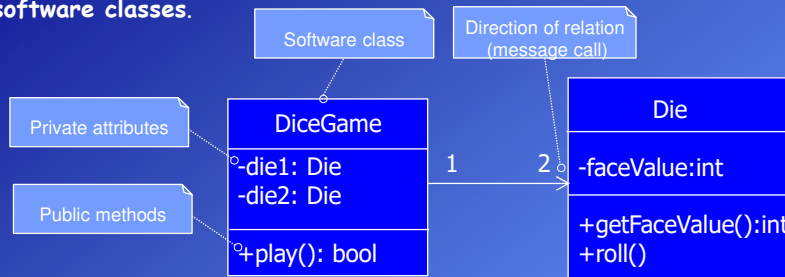 software classes.
Software class
Direction of relation
(message call)
Private attributes
Public methods
DiceGame
-die1: Die
-die2: Die
+play(): bool
1
2
Die
-faceValue:int
+getFaceValue():int
+roll()